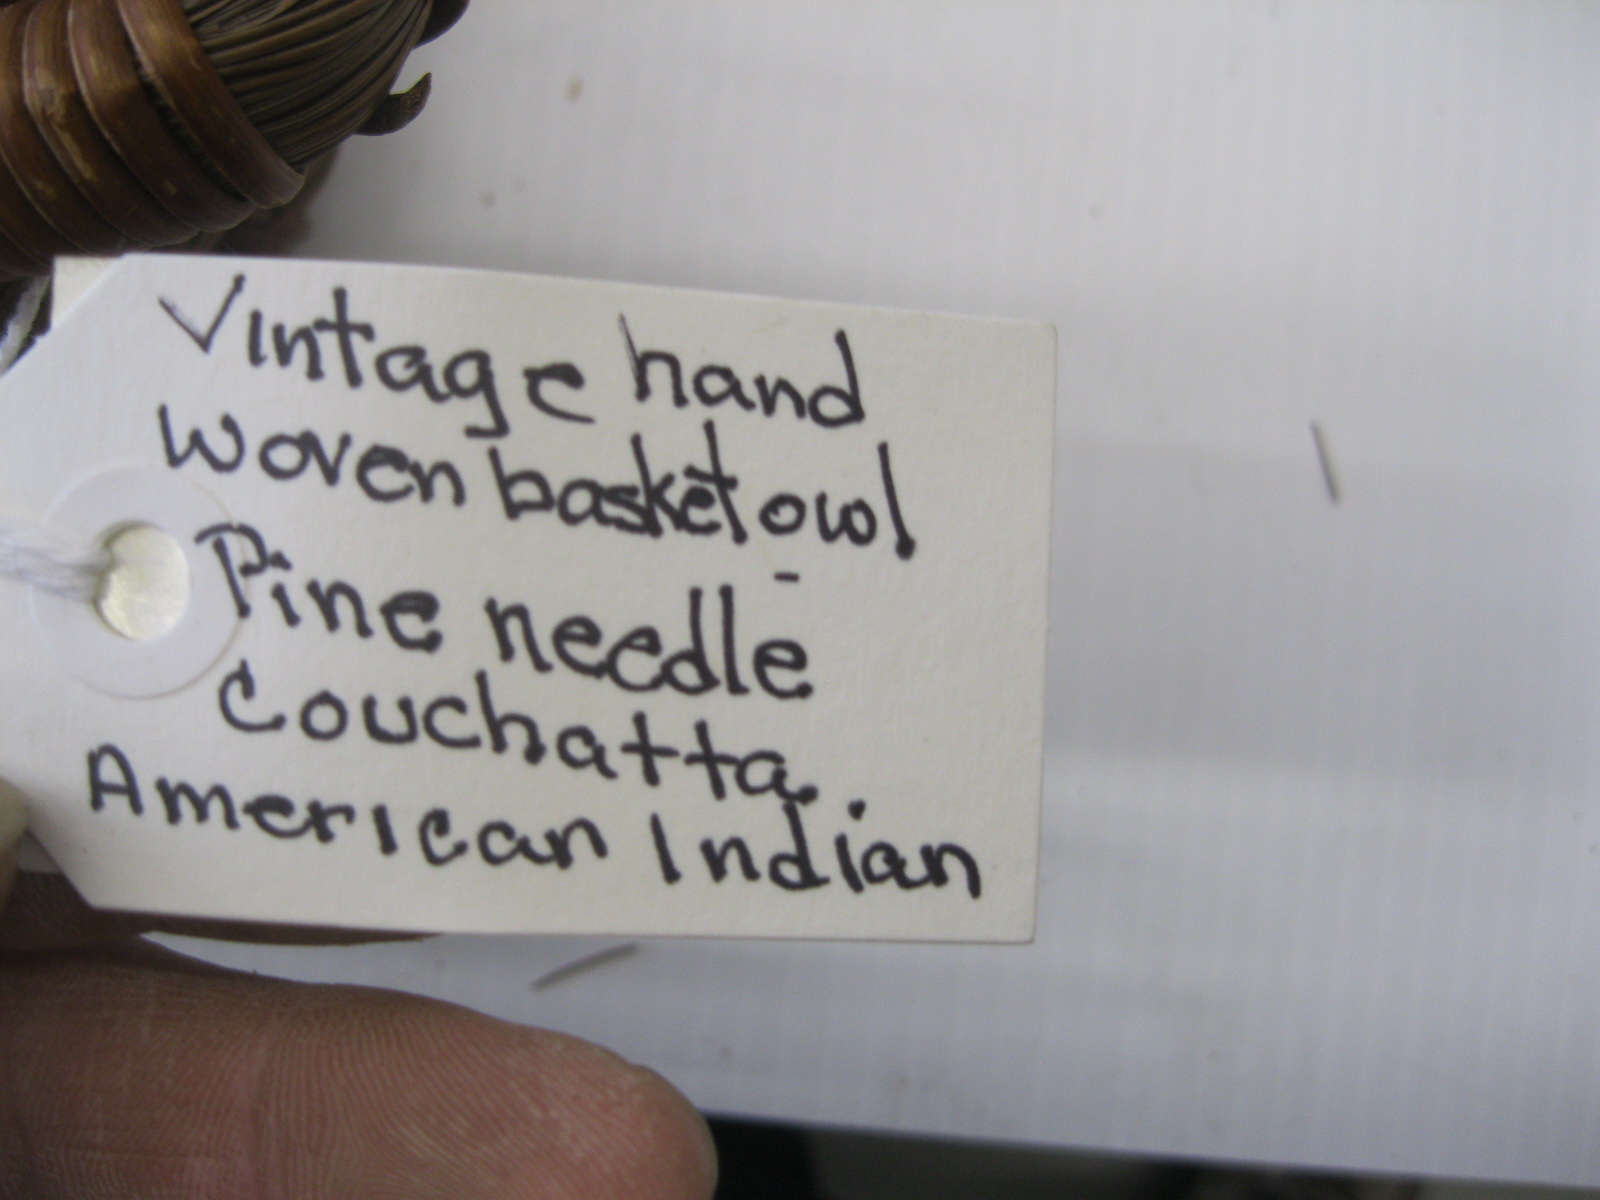 Vintage hand
woven basket owl
-
Pine needle
Couchatta.
American Indian